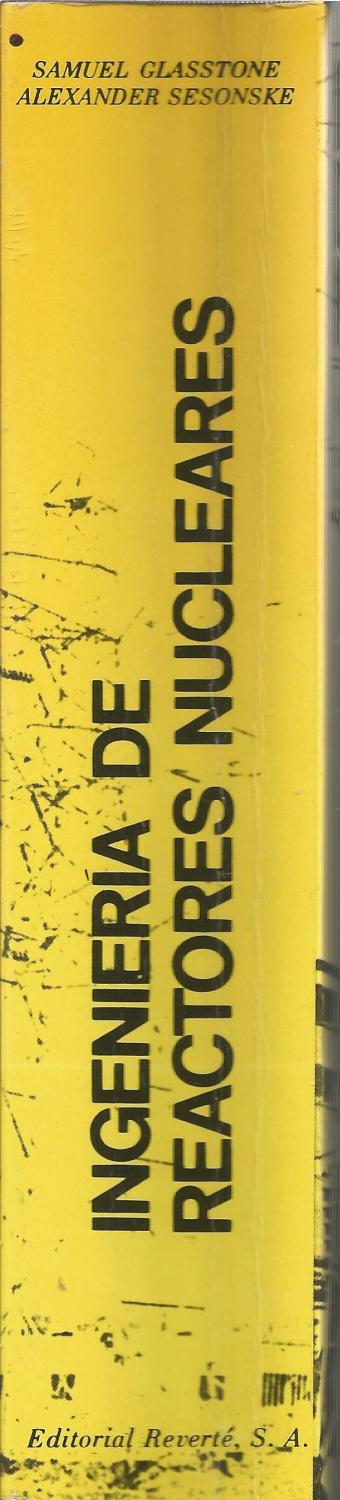 SAMUEL GLASSTONE
ALEXANDER SESONSKE
INGENIERIA DE
REACTORES NUCLEARES
Editorial Reverté, S. A.